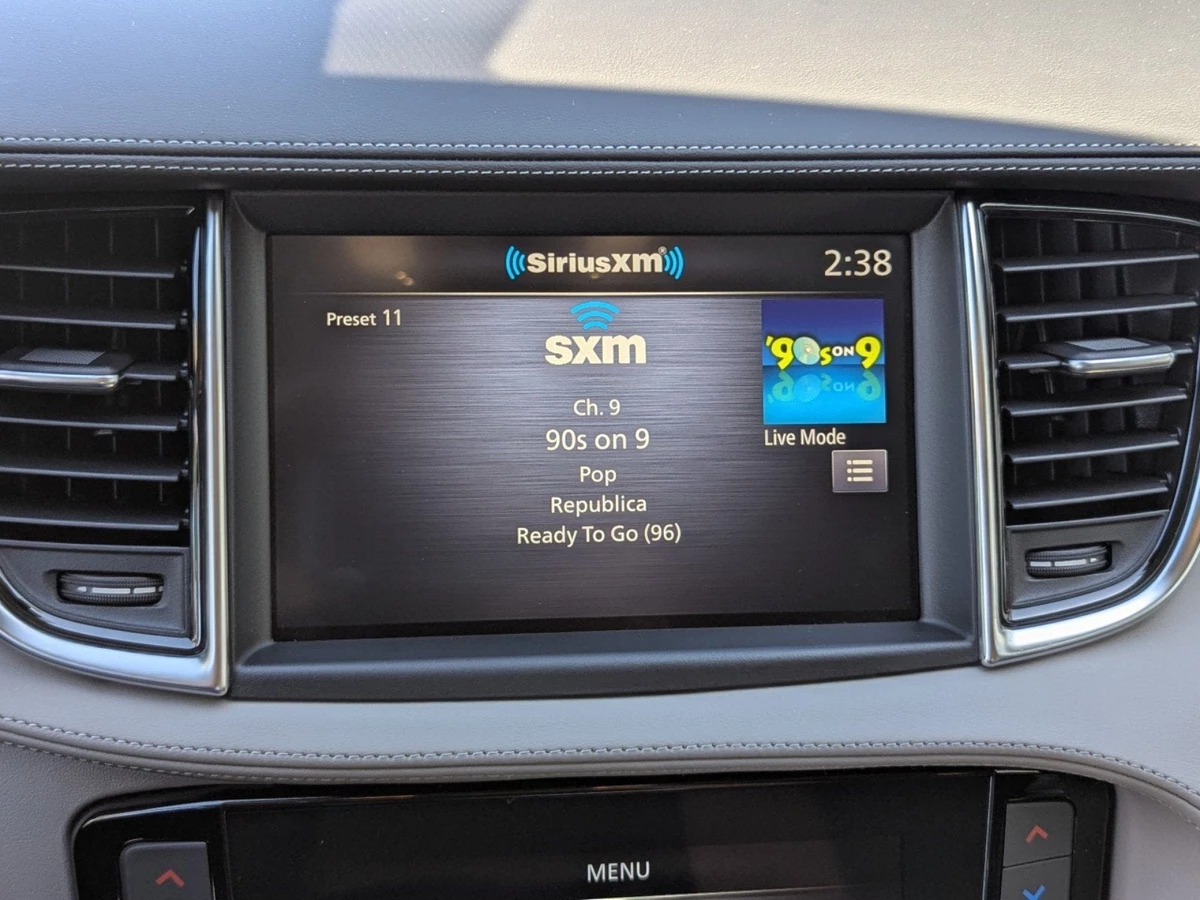 SiriusXM®
2:38
Preset 11
sxm
'90s ON 9
Ch. 9
90s on 9
Live Mode
Pop
Republica
Ready To Go (96)
MENU